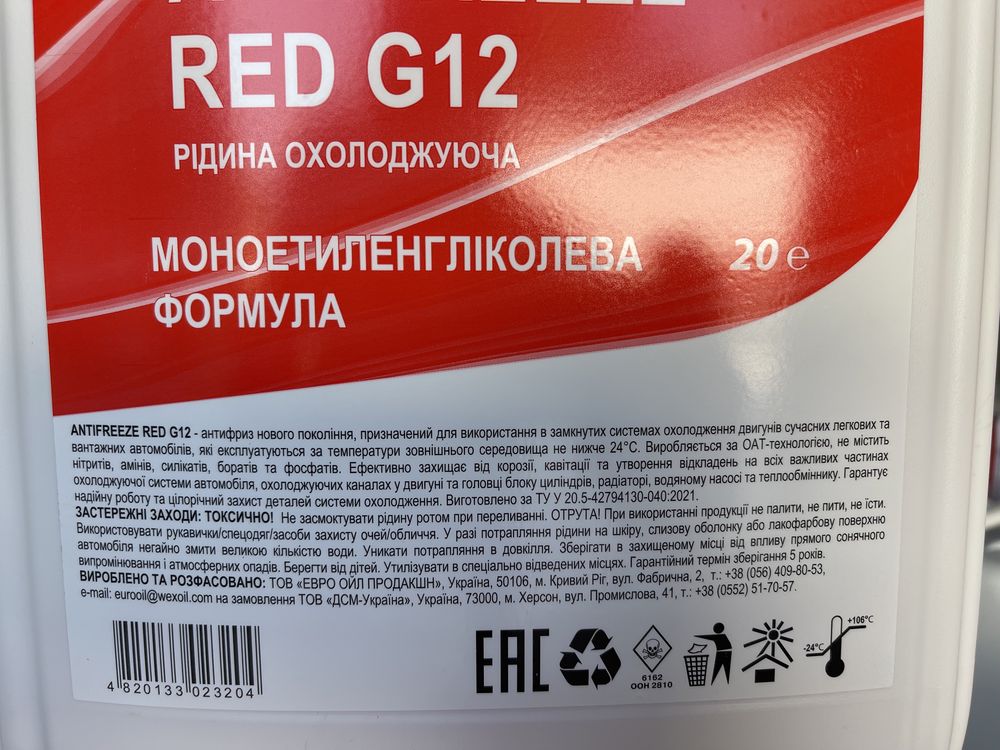 RED G12
РІДИНА ОХОЛОДЖУЮЧА
МОНОЕТИЛЕНГЛІКОЛЕВА
ФОРМУЛА
20 e
ANTIFREEZE RED G12 - антифриз нового покоління, призначений для використання в замкнутих системах охолодження двигунів сучасних легкових та
вантажних автомобілів, які експлуатуються за температури зовнішнього середовища не нижче 24°С. Виробляється за ОАТ-технологією, не містить
нітритів, амінів, силікатів, боратів та фосфатів. Ефективно захищає від корозії, кавітації та утворення відкладень на всіх важливих частинах
охолоджуючої системи автомобіля, охолоджуючих каналах у двигуні та головці блоку циліндрів, радіаторі, водяному насосі та теплообміннику. Гарантує
надійну роботу та цілорічний захист деталей системи охолодження. Виготовлено за ТУ У 20.5-42794130-040:2021.
ЗАСТЕРЕЖНІ ЗАХОДИ: ТОКСИЧНО! Не засмоктувати рідину ротом при переливанні. ОТРУТА! При використанні продукції не палити, не пити, не їсти.
Використовувати рукавички/спецодяг/засоби захисту очей/обличчя. У разі потрапляння рідини на шкіру, слизову оболонку або лакофарбовую поверхню
автомобіля негайно змити великою кількістю води. Уникати потрапляння в довкілля. Зберігати в захищеному місці від впливу прямого сонячного
випромінювання і атмосферних опадів. Берегти від дітей. Утилізувати в спеціально відведених місцях. Гарантійний термін зберігання 5 років.
ВИРОБЛЕНО ТА РОЗФАСОВАНО: ТОВ «ЕВРО ОЙЛ ПРОДАКШН», Україна, 50106, м. Кривий Ріг, вул. Фабрична, 2, т.: +38 (056) 409-80-53,
e-mail: eurooil@wexoil.com на замовлення ТОВ «ДСМ-Україна», Україна, 73000, м. Херсон, вул. Промислова, 41, т.: +38 (0552) 51-70-57.
4 820133 023204
EAC
6162
ООН 2810
-24°C
+106°C